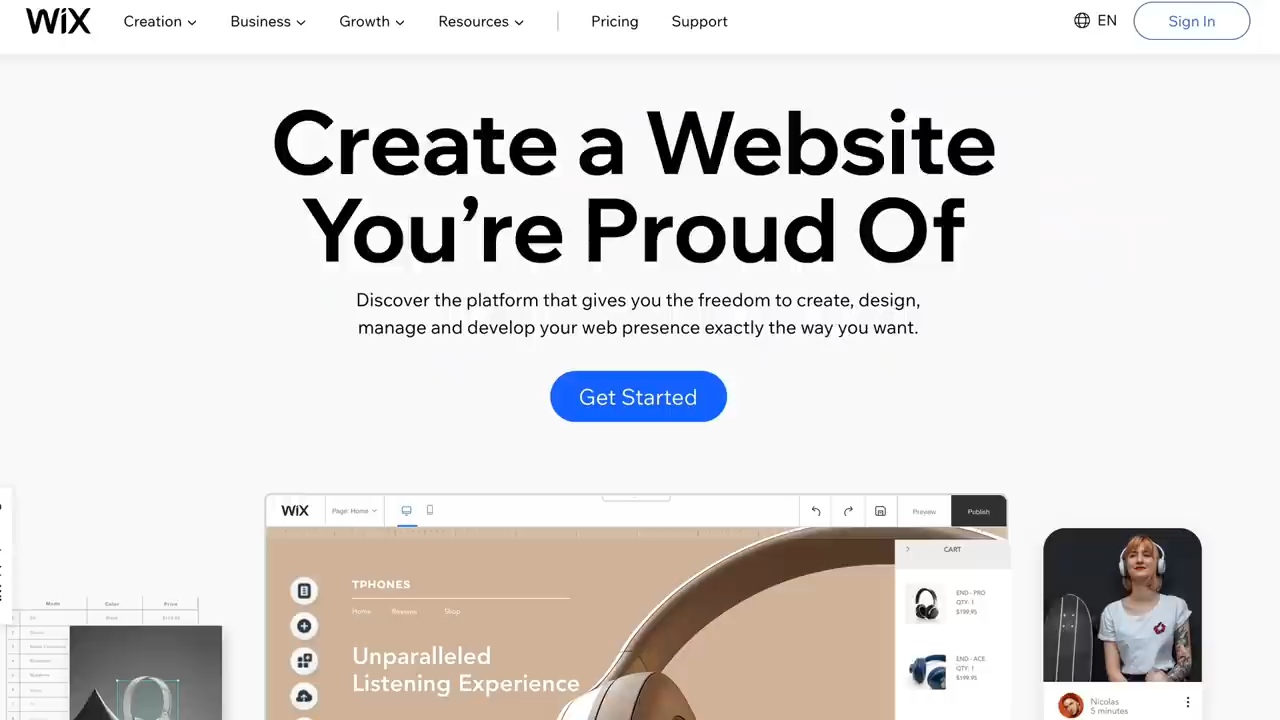 WiX
Creation
Business
Growth
Resources
Pricing
Support
EN
Sign In
Create a Website
You're Proud Of
Discover the platform that gives you the freedom to create, design,
manage and develop your web presence exactly the way you want.
Get Started
WiX
Page: Home
Preview
Publish
CART
TPHONES
Home
Reviews
Shop
Unparalleled
Listening Experience
END - PRO
QTY: 1
$199.95
END - ACE
QTY: 1
$199.95
Color
Price
Nicolas
5 minutes